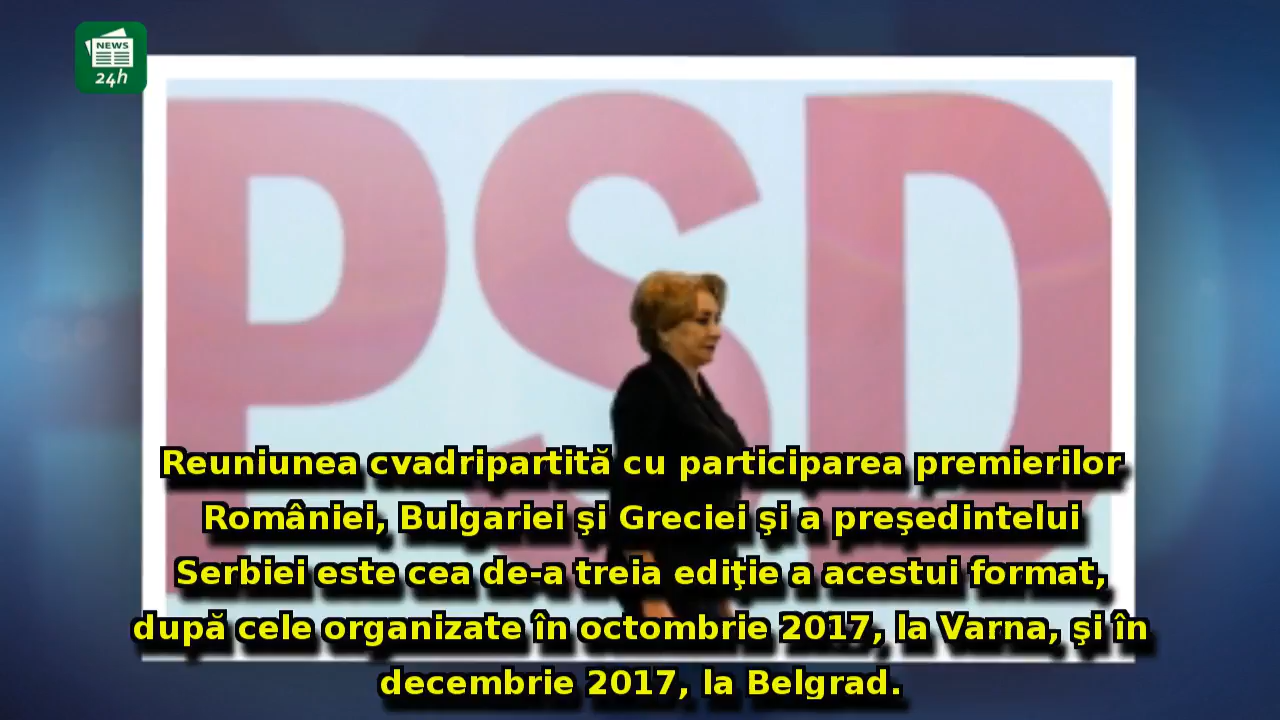 NEWS
24h
PSD
Reuniunea cvadripartită cu participarea premierilor
României, Bulgariei şi Greciei şi a preşedintelui
Serbiei este cea de-a treia ediţie a acestui format,
după cele organizate în octombrie 2017, la Varna, şi în
decembrie 2017, la Belgrad.